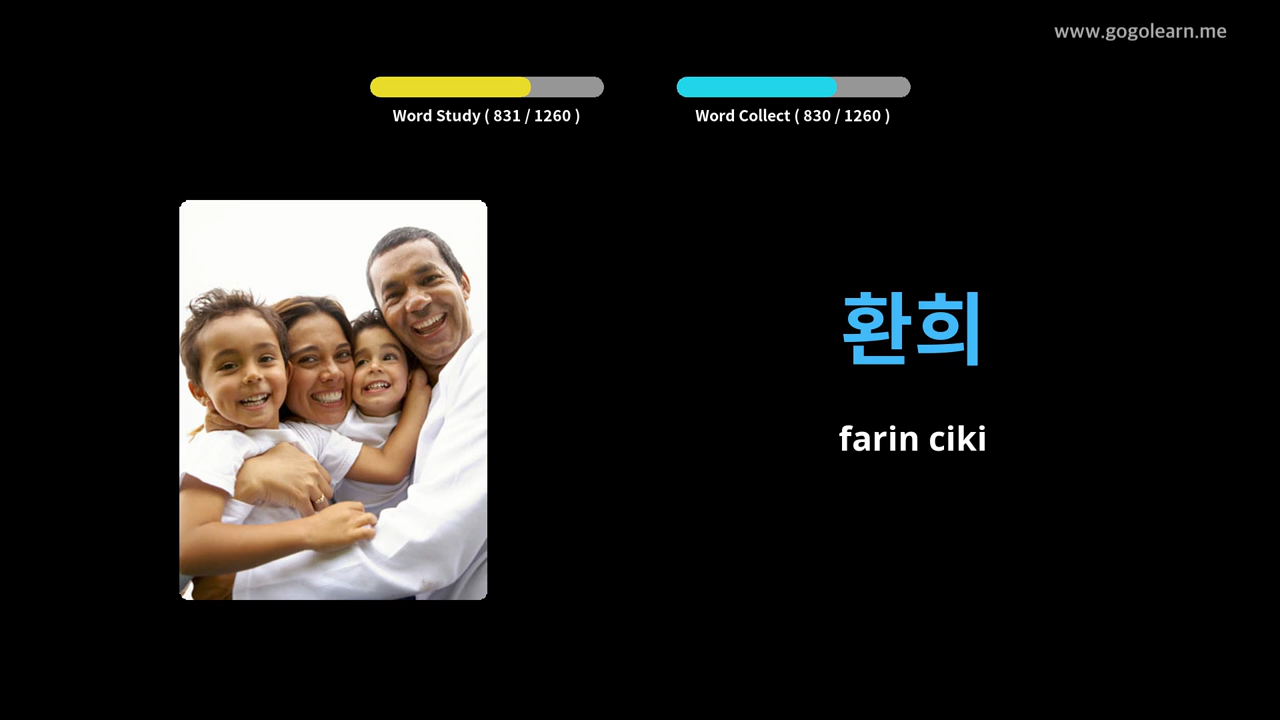 www.gogolearn.me
Word Study ( 831 / 1260 )
Word Collect ( 830 / 1260 )
환희
farin ciki